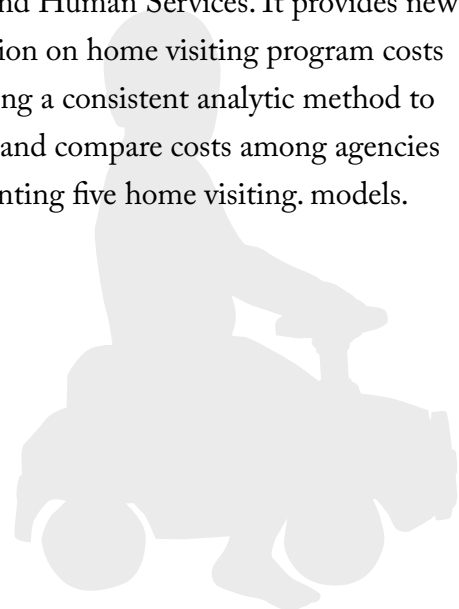 nd Human Services. It provides new
ion on home visiting program costs
ng a consistent analytic method to
and compare costs among agencies
nting five home visiting. models.